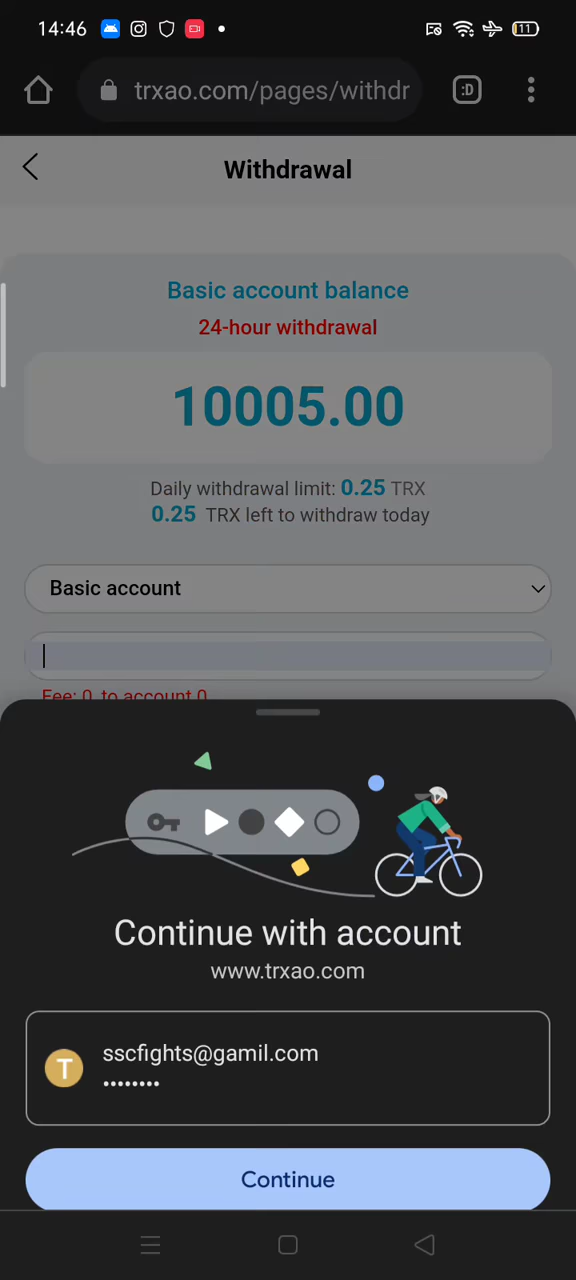 14:46
11
trxao.com/pages/withdr
:D
Withdrawal
Basic account balance
24-hour withdrawal
10005.00
Daily withdrawal limit: 0.25 TRX
0.25 TRX left to withdraw today
Basic account
Fee: 0, to account 0
Continue with account
www.trxao.com
T
sscfights@gamil.com
••••••••
Continue